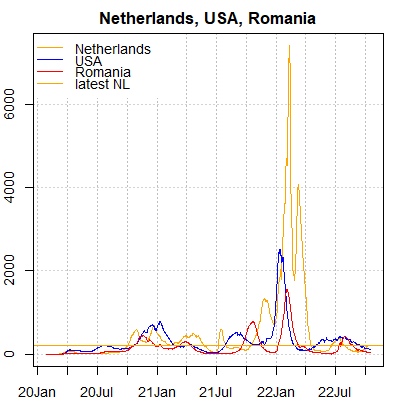 Netherlands, USA, Romania
Netherlands
USA
Romania
latest NL
6000
4000
2000
0
20Jan 20Jul 21Jan 21Jul 22Jan 22Jul